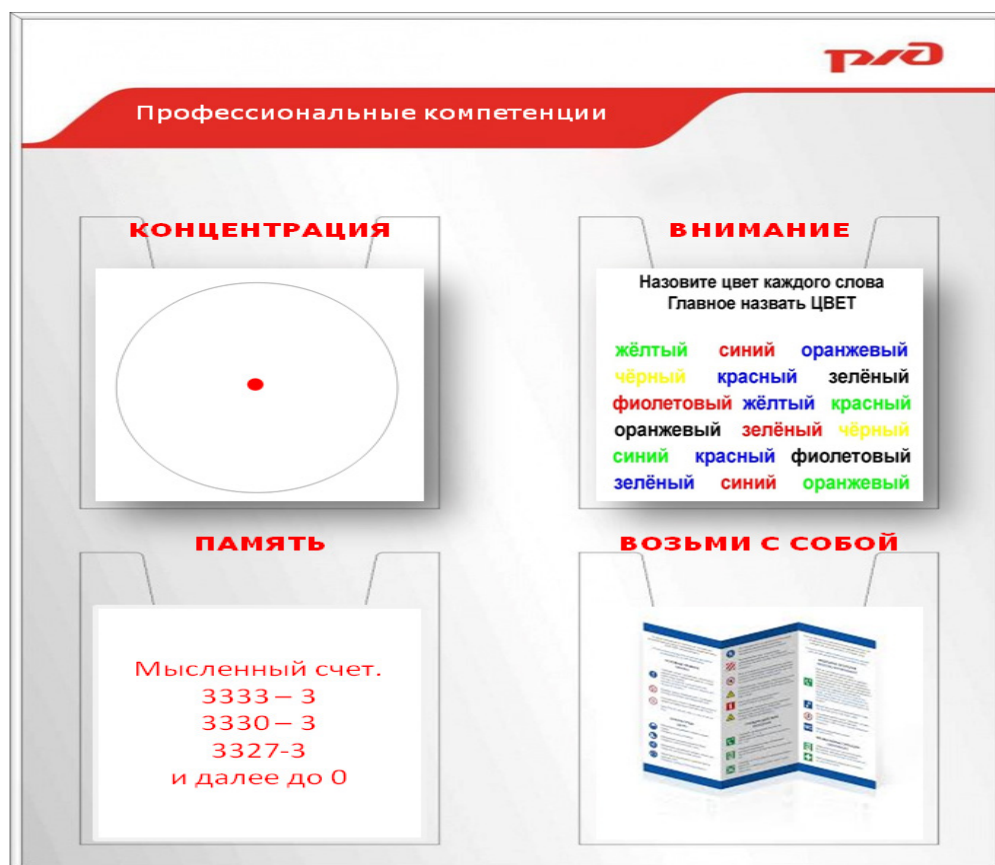 ржд
Профессиональные компетенции
КОНЦЕНТРАЦИЯ
ВНИМАНИЕ
Назовите цвет каждого слова
Главное назвать ЦВЕТ
жёлтый синий оранжевый
чёрный красный зелёный
фиолетовый жёлтый красный
оранжевый зелёный чёрный
синий красный фиолетовый
зелёный синий оранжевый
ПАМЯТЬ
Мысленный счет.
3333 – 3
3330 – 3
3327-3
и далее до 0
ВОЗЬМИ С СОБОЙ